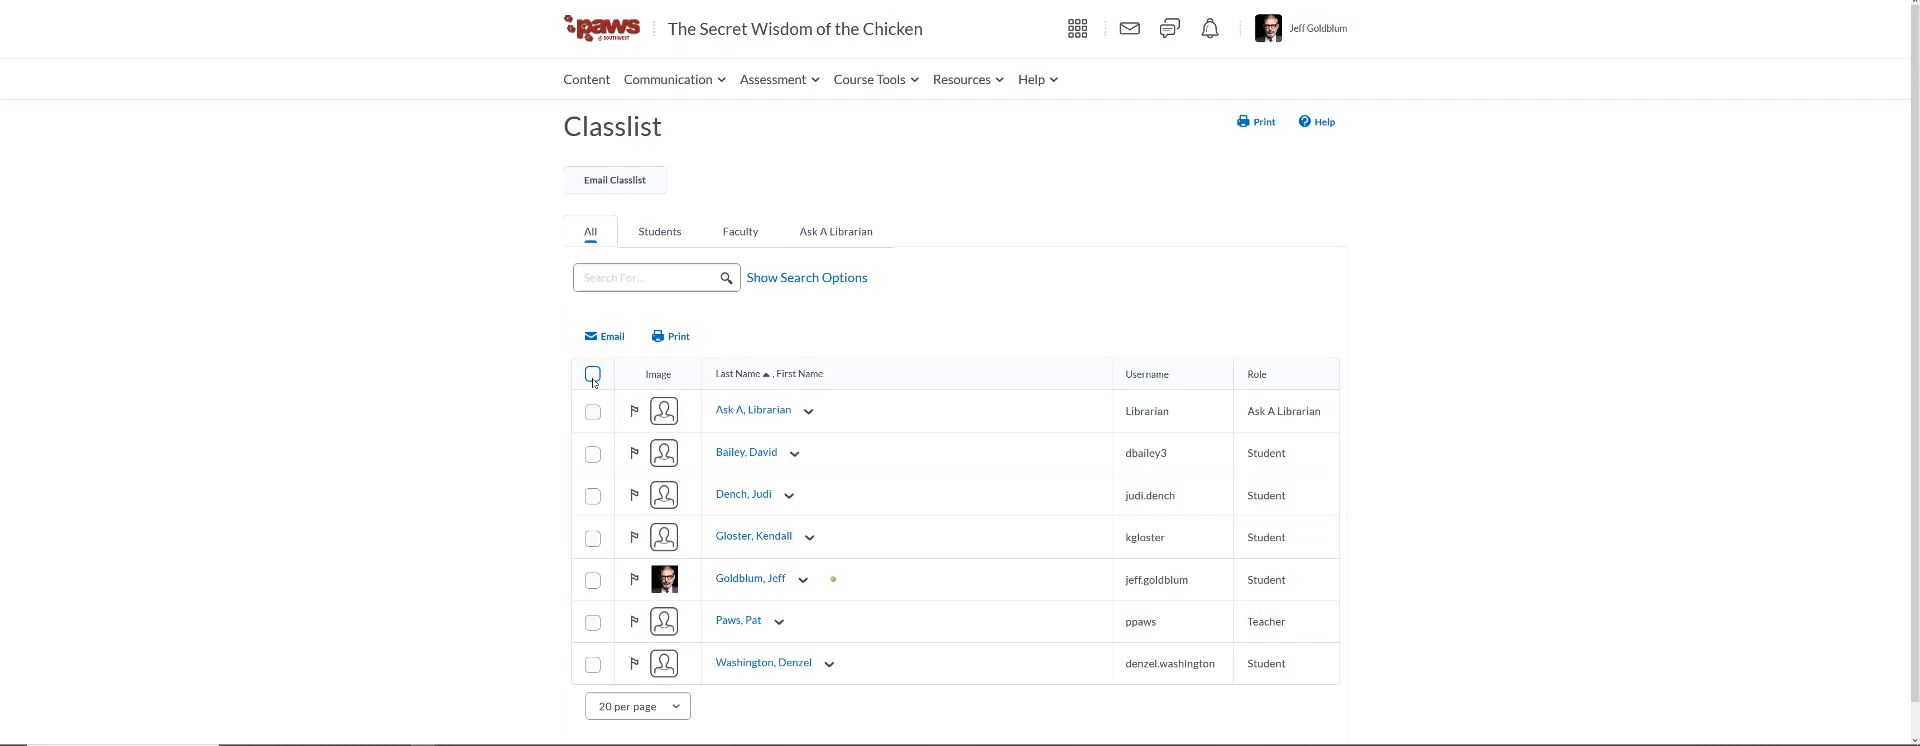 paws
@ SOUTHWEST
The Secret Wisdom of the Chicken
Jeff Goldblum
Content Communication Assessment Course Tools Resources Help
Classlist
Print Help
Email Classlist
All Students Faculty Ask A Librarian
Search For... Show Search Options
Email Print
Image Last Name , First Name Username Role
Ask A, Librarian Librarian Ask A Librarian
Bailey, David dbailey3 Student
Dench, Judi judi.dench Student
Gloster, Kendall kgloster Student
Goldblum, Jeff jeff.goldblum Student
Paws, Pat ppaws Teacher
Washington, Denzel denzel.washington Student
20 per page